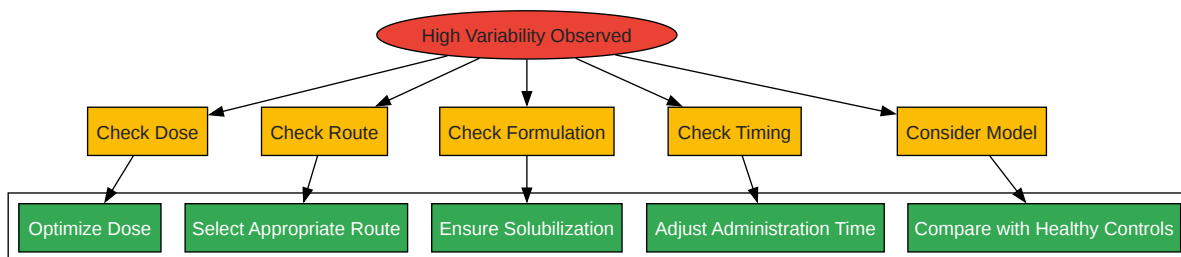 High Variability Observed
Check Dose
Check Route
Check Formulation
Check Timing
Consider Model
Optimize Dose
Select Appropriate Route
Ensure Solubilization
Adjust Administration Time
Compare with Healthy Controls